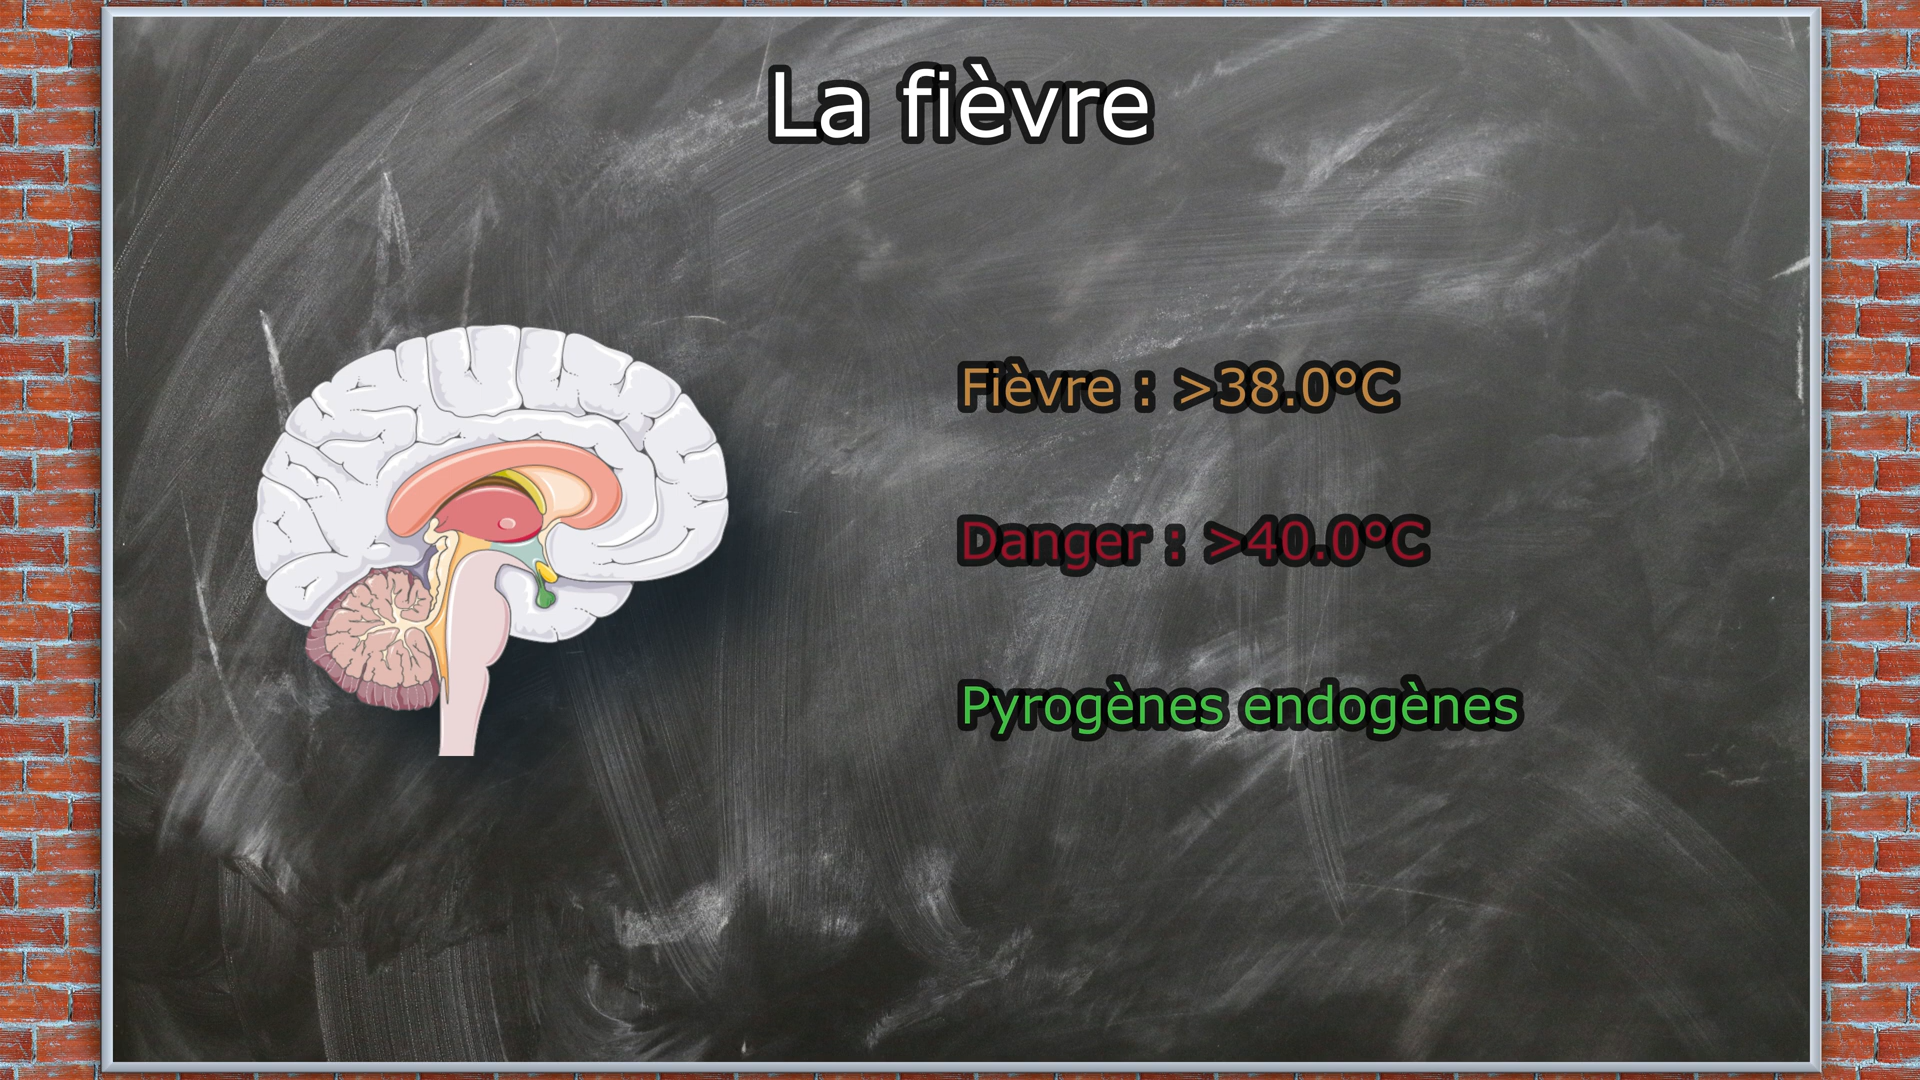 La fièvre
Fièvre : >38.0°C
Danger : >40.0°C
Pyrogènes endogènes